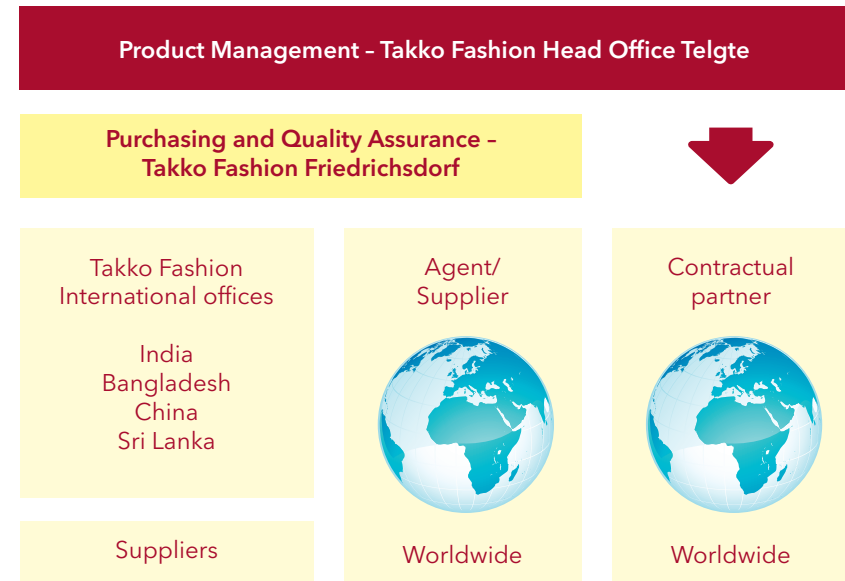 Product Management – Takko Fashion Head Office Telgte
Purchasing and Quality Assurance –
Takko Fashion Friedrichsdorf
Takko Fashion
International offices
India
Bangladesh
China
Sri Lanka
Suppliers
Agent/
Supplier
Worldwide
Contractual
partner
Worldwide